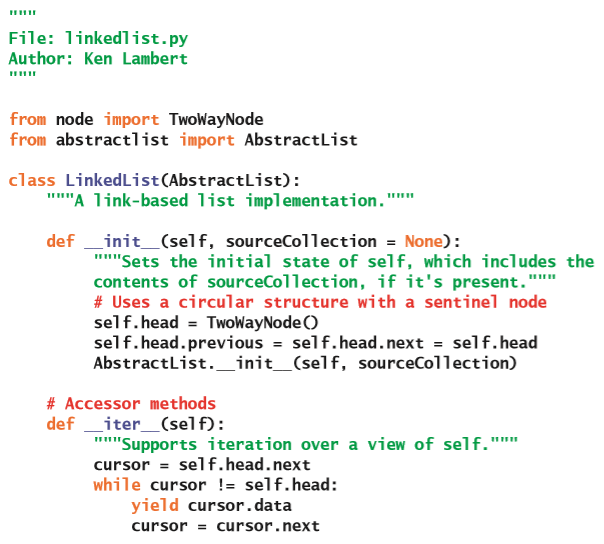 """
File: linkedlist.py
Author: Ken Lambert
"""

from node import TwoWayNode
from abstractlist import AbstractList

class LinkedList(AbstractList):
    """A link-based list implementation."""

    def __init__(self, sourceCollection = None):
         """Sets the initial state of self, which includes the
         contents of sourceCollection, if it's present."""
         # Uses a circular structure with a sentinel node
         self.head = TwoWayNode()
         self.head.previous = self.head.next = self.head
         AbstractList.__init__(self, sourceCollection)

    # Accessor methods
    def __iter__(self):
         """Supports iteration over a view of self."""
         cursor = self.head.next
         while cursor != self.head:
             yield cursor.data
             cursor = cursor.next